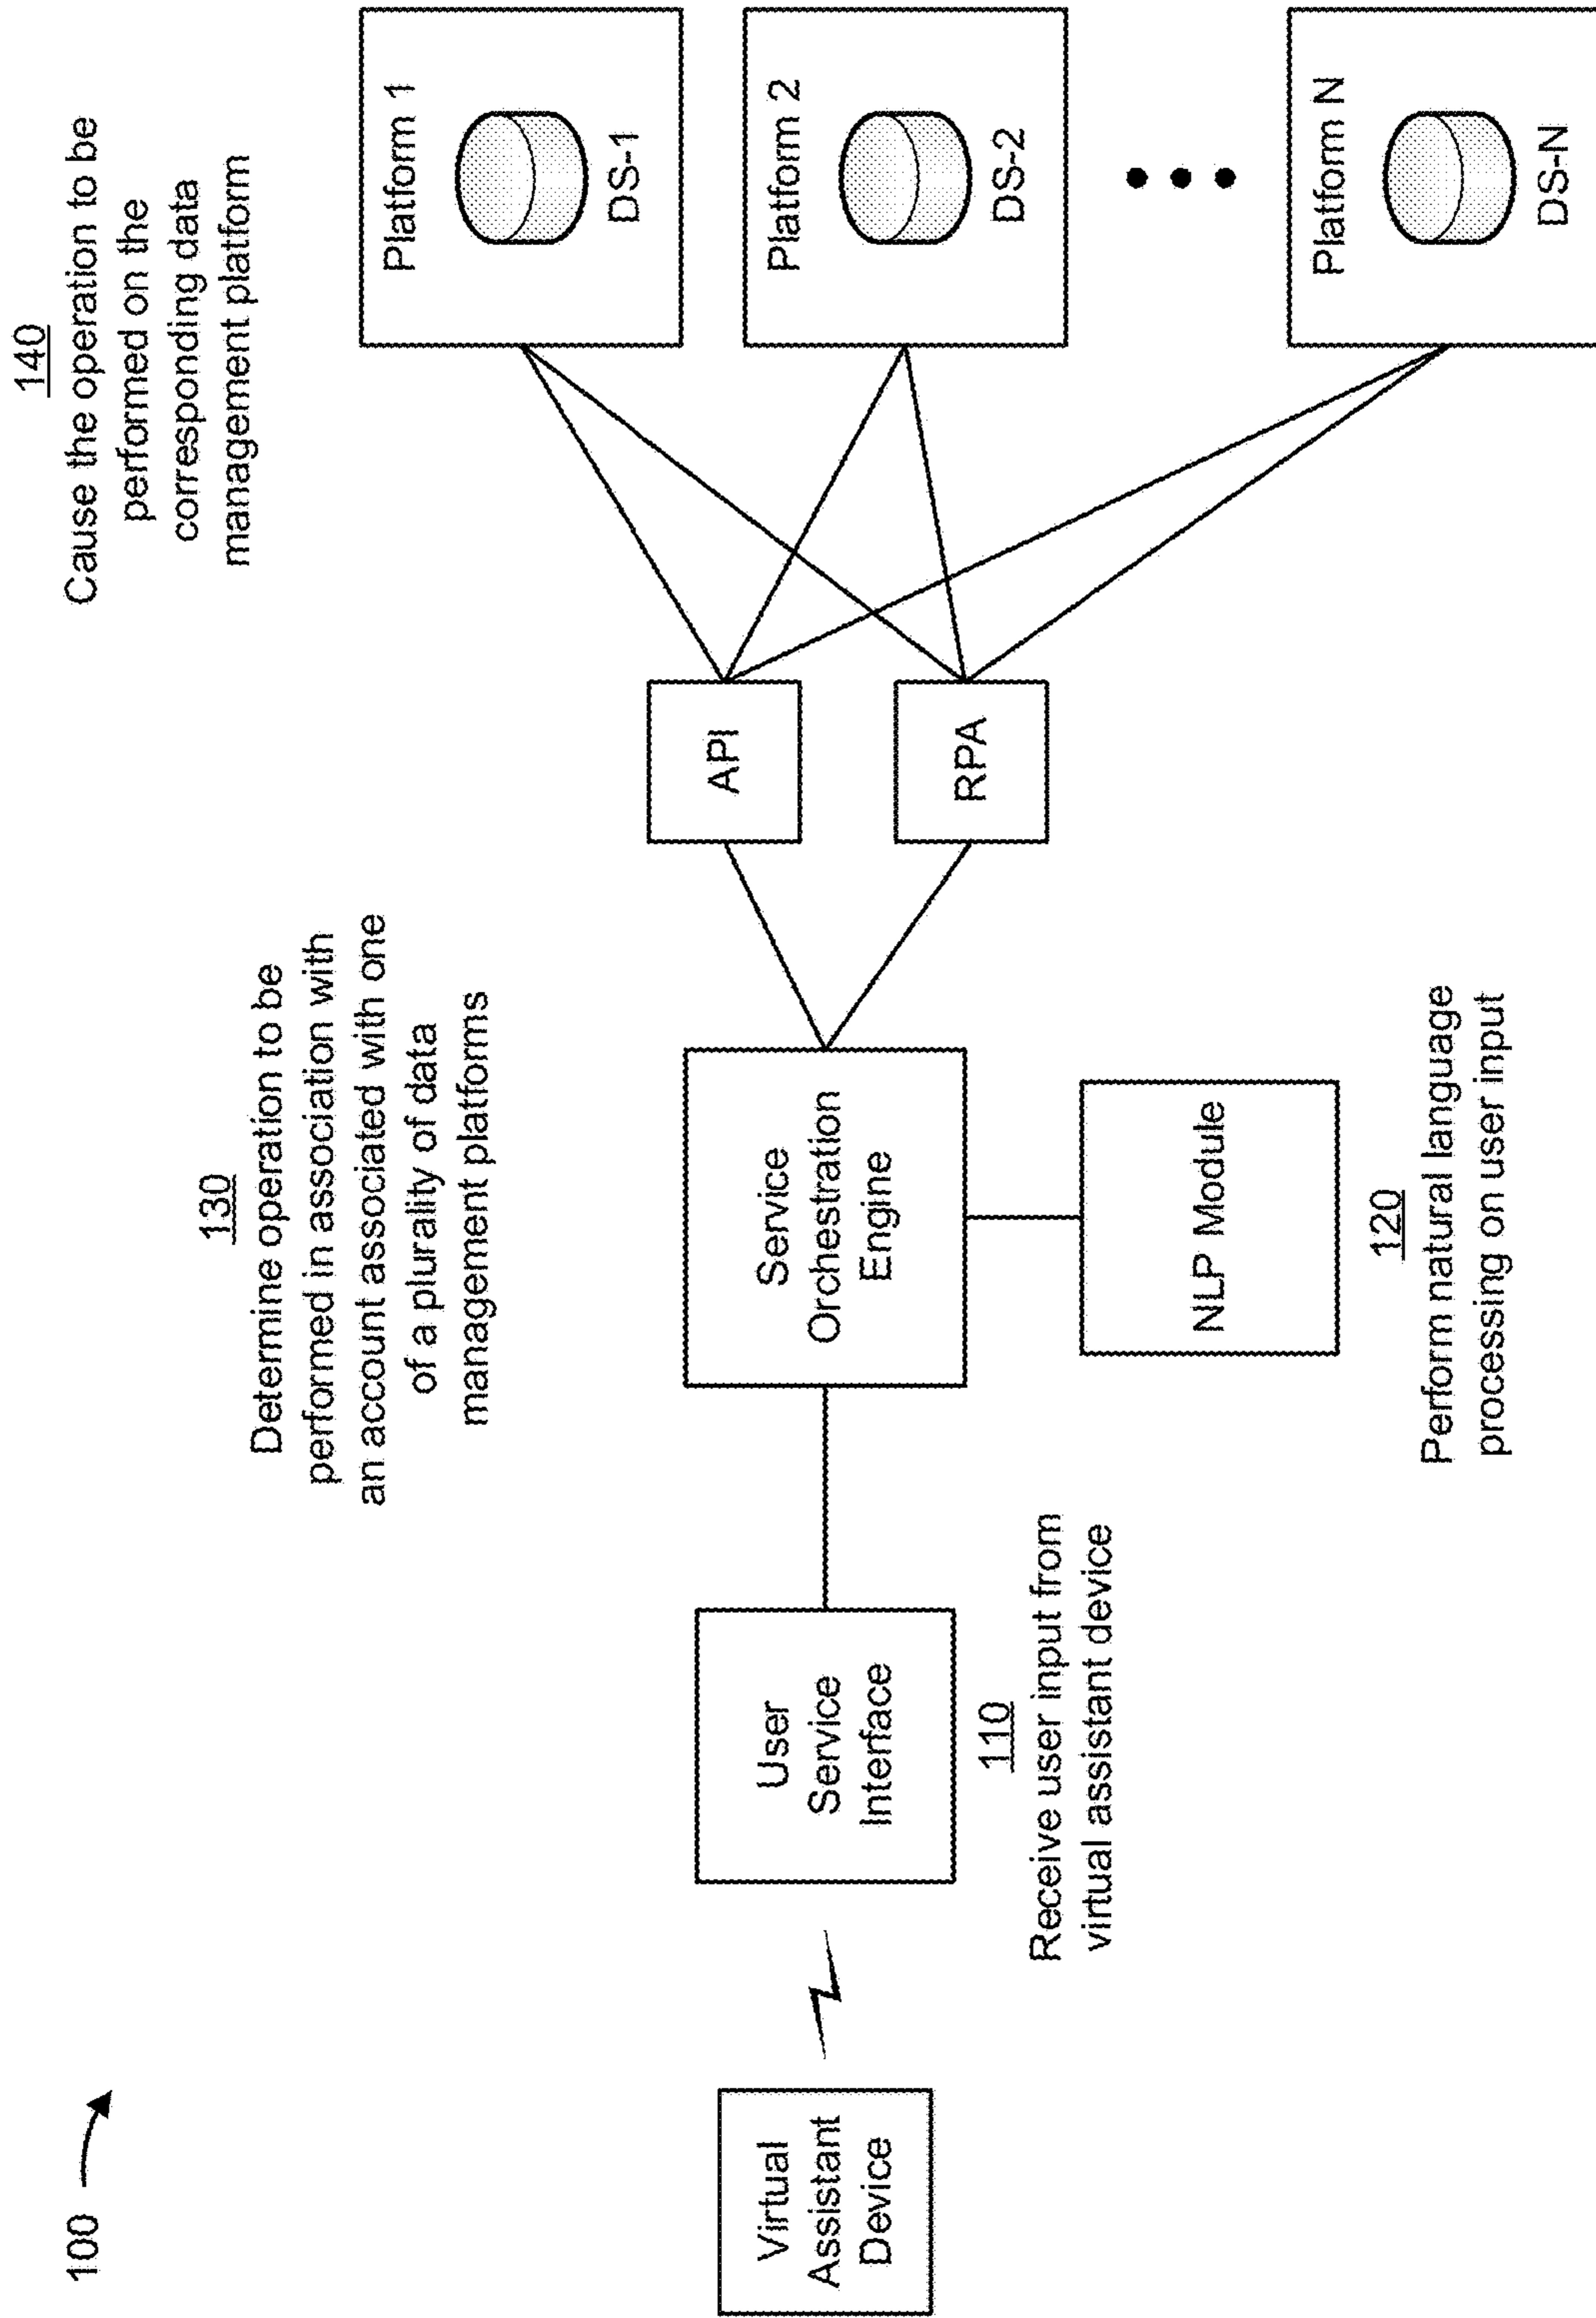 100
Virtual
Assistant
Device
User
Service
Interface
110
Receive user input from
virtual assistant device
130
Determine operation to be
performed in association with
an account associated with one
of a plurality of data
management platforms
Service
Orchestration
Engine
NLP Module
120
Perform natural language
processing on user input
API
RPA
140
Cause the operation to be
performed on the
corresponding data
management platform
Platform 1
DS-1
Platform 2
DS-2
Platform N
DS-N